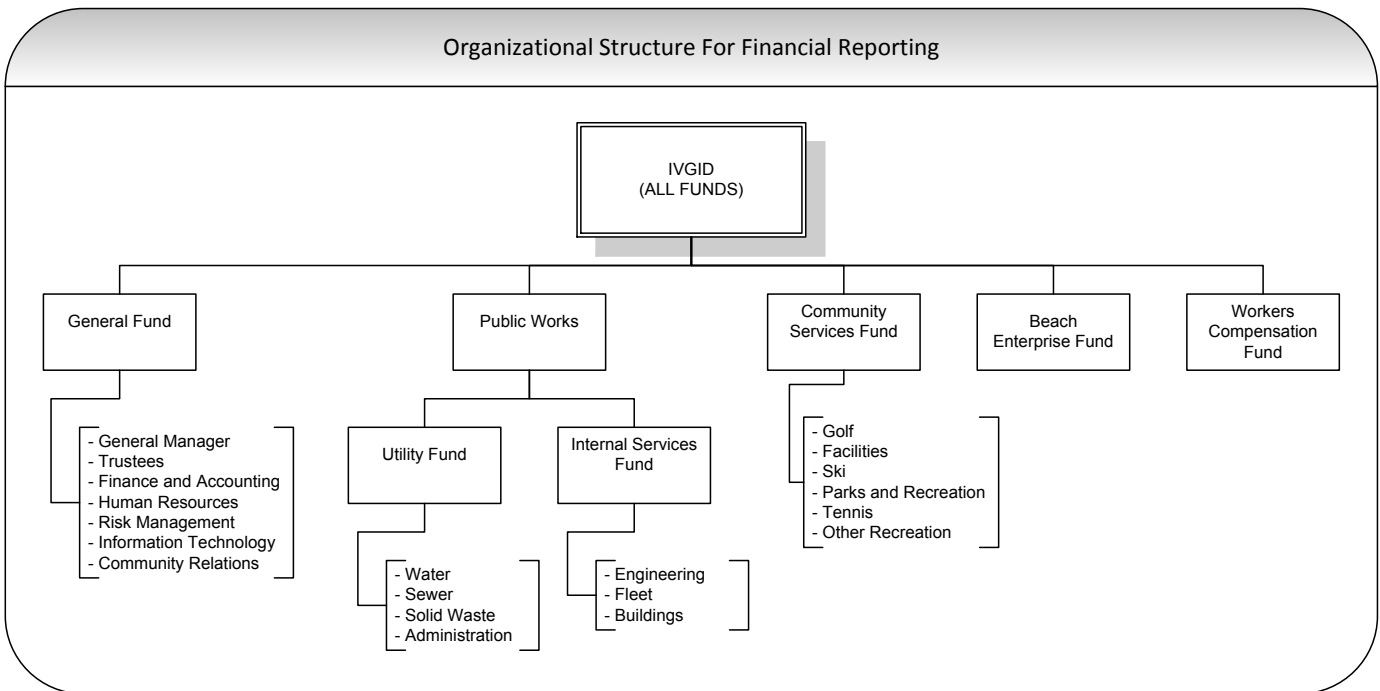 Organizational Structure For Financial Reporting
IVGID
(ALL FUNDS)
General Fund
Public Works
Community
Services Fund
Beach
Enterprise Fund
Workers
Compensation
Fund
- General Manager
- Trustees
- Finance and Accounting
- Human Resources
- Risk Management
- Information Technology
- Community Relations
Utility Fund
Internal Services
Fund
- Golf
- Facilities
- Ski
- Parks and Recreation
- Tennis
- Other Recreation
- Water
- Sewer
- Solid Waste
- Administration
- Engineering
- Fleet
- Buildings